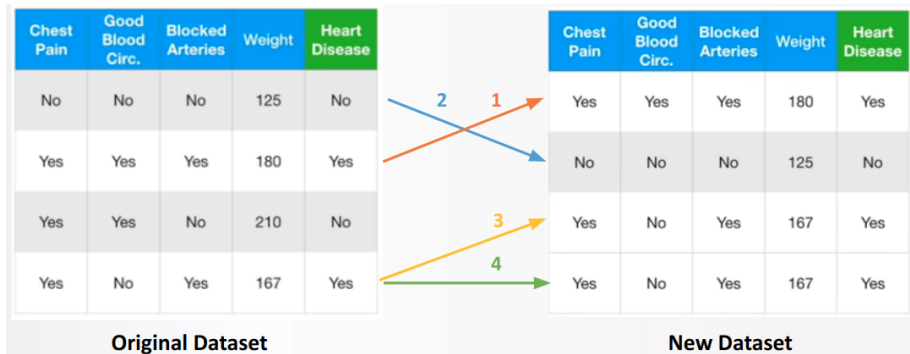 Chest Pain Good Blood Circ. Blocked Arteries Weight Heart Disease
No No No 125 No
Yes Yes Yes 180 Yes
Yes Yes No 210 No
Yes No Yes 167 Yes
Original Dataset
2 1
3
4
Chest Pain Good Blood Circ. Blocked Arteries Weight Heart Disease
Yes Yes Yes 180 Yes
No No No 125 No
Yes No Yes 167 Yes
Yes No Yes 167 Yes
New Dataset